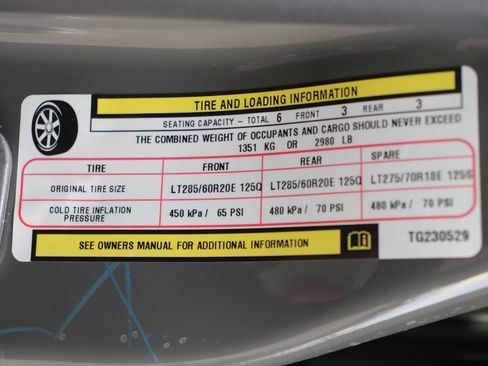 TIRE AND LOADING INFORMATION
SEATING CAPACITY - TOTAL 6 FRONT 3 REAR 3
THE COMBINED WEIGHT OF OCCUPANTS AND CARGO SHOULD NEVER EXCEED
1351 KG OR 2980 LB
TIRE FRONT REAR SPARE
ORIGINAL TIRE SIZE LT285/60R20E 125Q LT285/60R20E 125Q LT275/70R18E 125S
COLD TIRE INFLATION PRESSURE 450 kPa / 65 PSI 480 kPa / 70 PSI 480 kPa / 70 PSI
SEE OWNERS MANUAL FOR ADDITIONAL INFORMATION TG230529